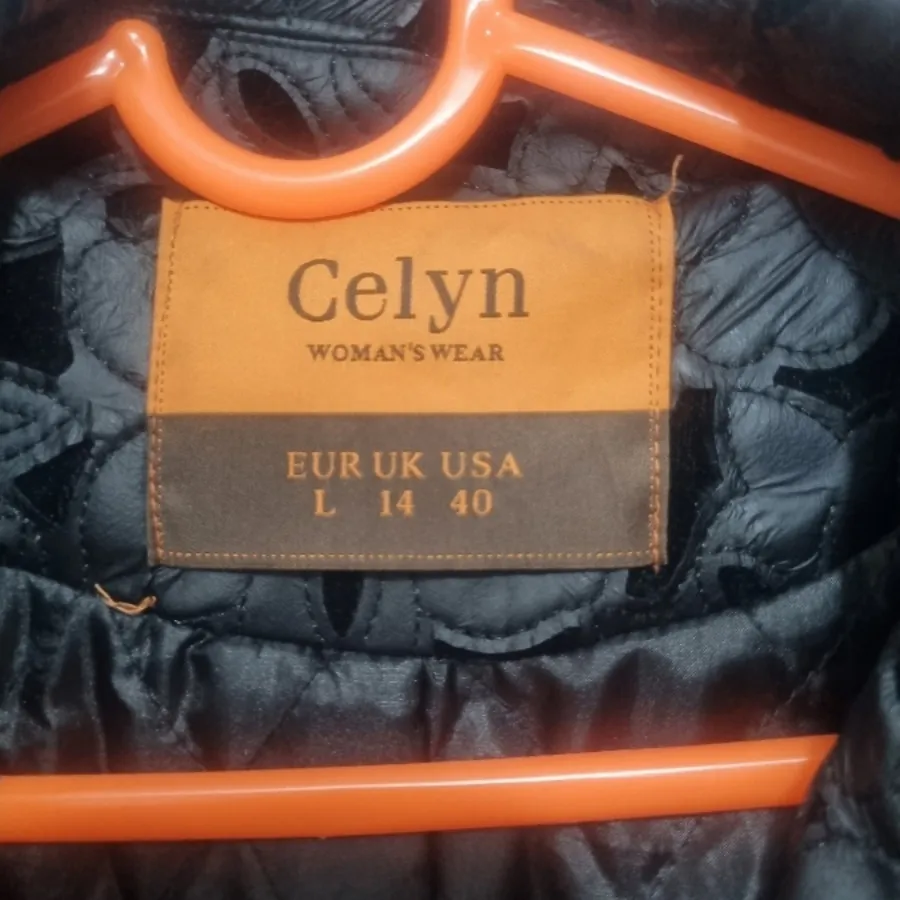 Celyn
WOMAN'S WEAR
EUR UK USA
L 14 40